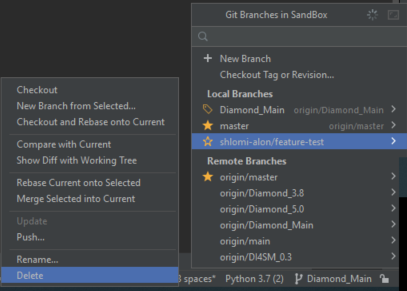 Git Branches in SandBox
New Branch
Checkout Tag or Revision...
Local Branches
Diamond_Main origin/Diamond_Main
master origin/master
shlomi-alon/feature-test
Remote Branches
origin/master
origin/Diamond_3.8
origin/Diamond_5.0
origin/Diamond_Main
origin/main
origin/DI4SM_0.3
Checkout
New Branch from Selected...
Checkout and Rebase onto Current
Compare with Current
Show Diff with Working Tree
Rebase Current onto Selected
Merge Selected into Current
Update
Push...
Rename...
Delete
spaces* Python 3.7 (2) Diamond_Main